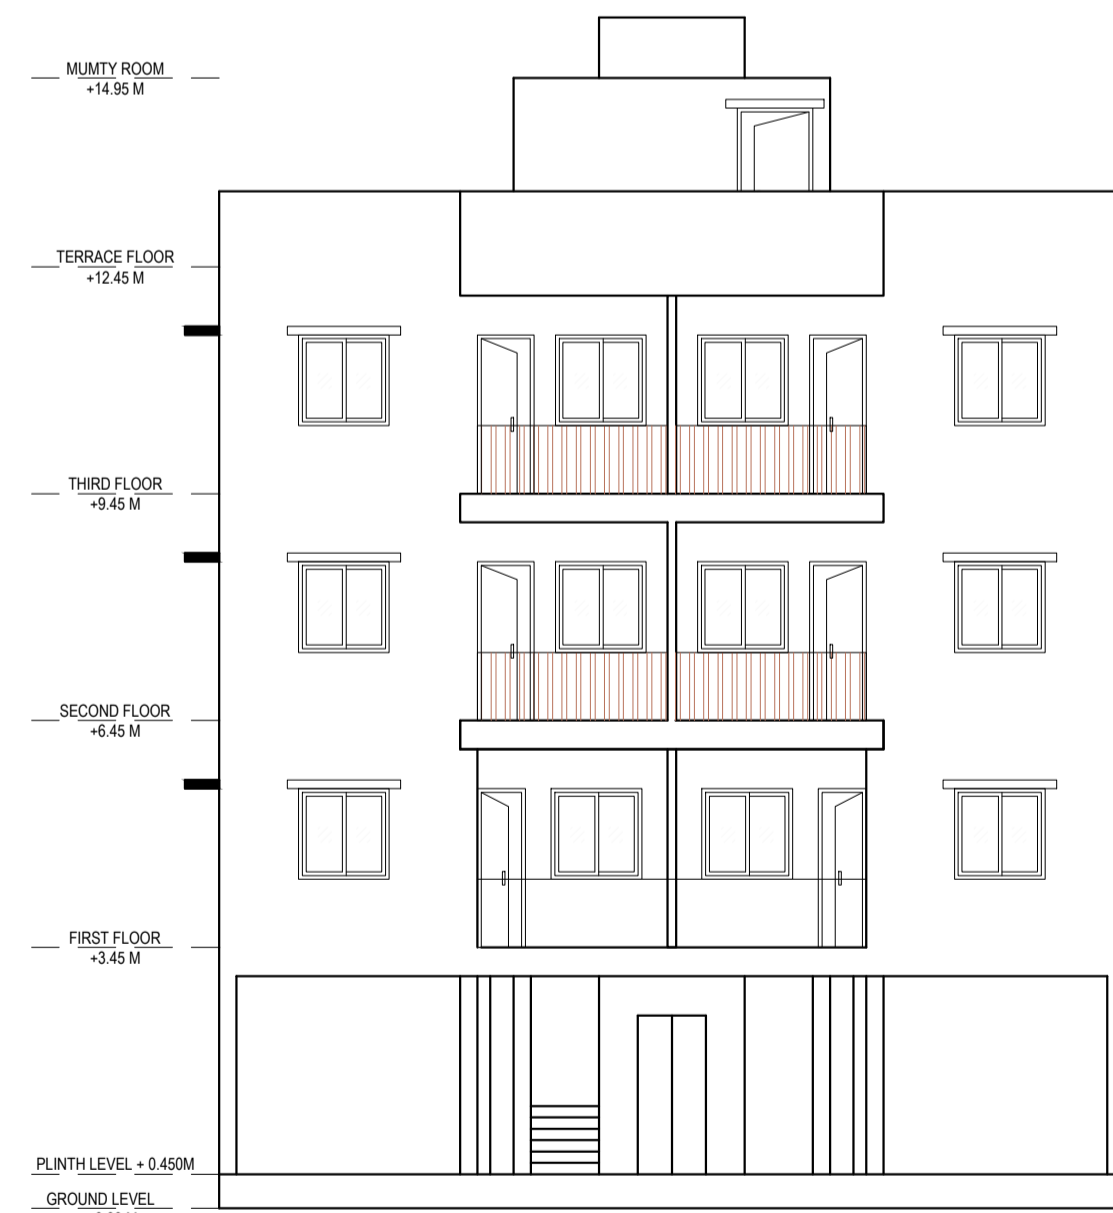 MUMTY ROOM
+14.95 M
TERRACE FLOOR
+12.45 M
THIRD FLOOR
+9.45 M
SECOND FLOOR
+6.45 M
FIRST FLOOR
+3.45 M
PLINTH LEVEL + 0.450M
GROUND LEVEL